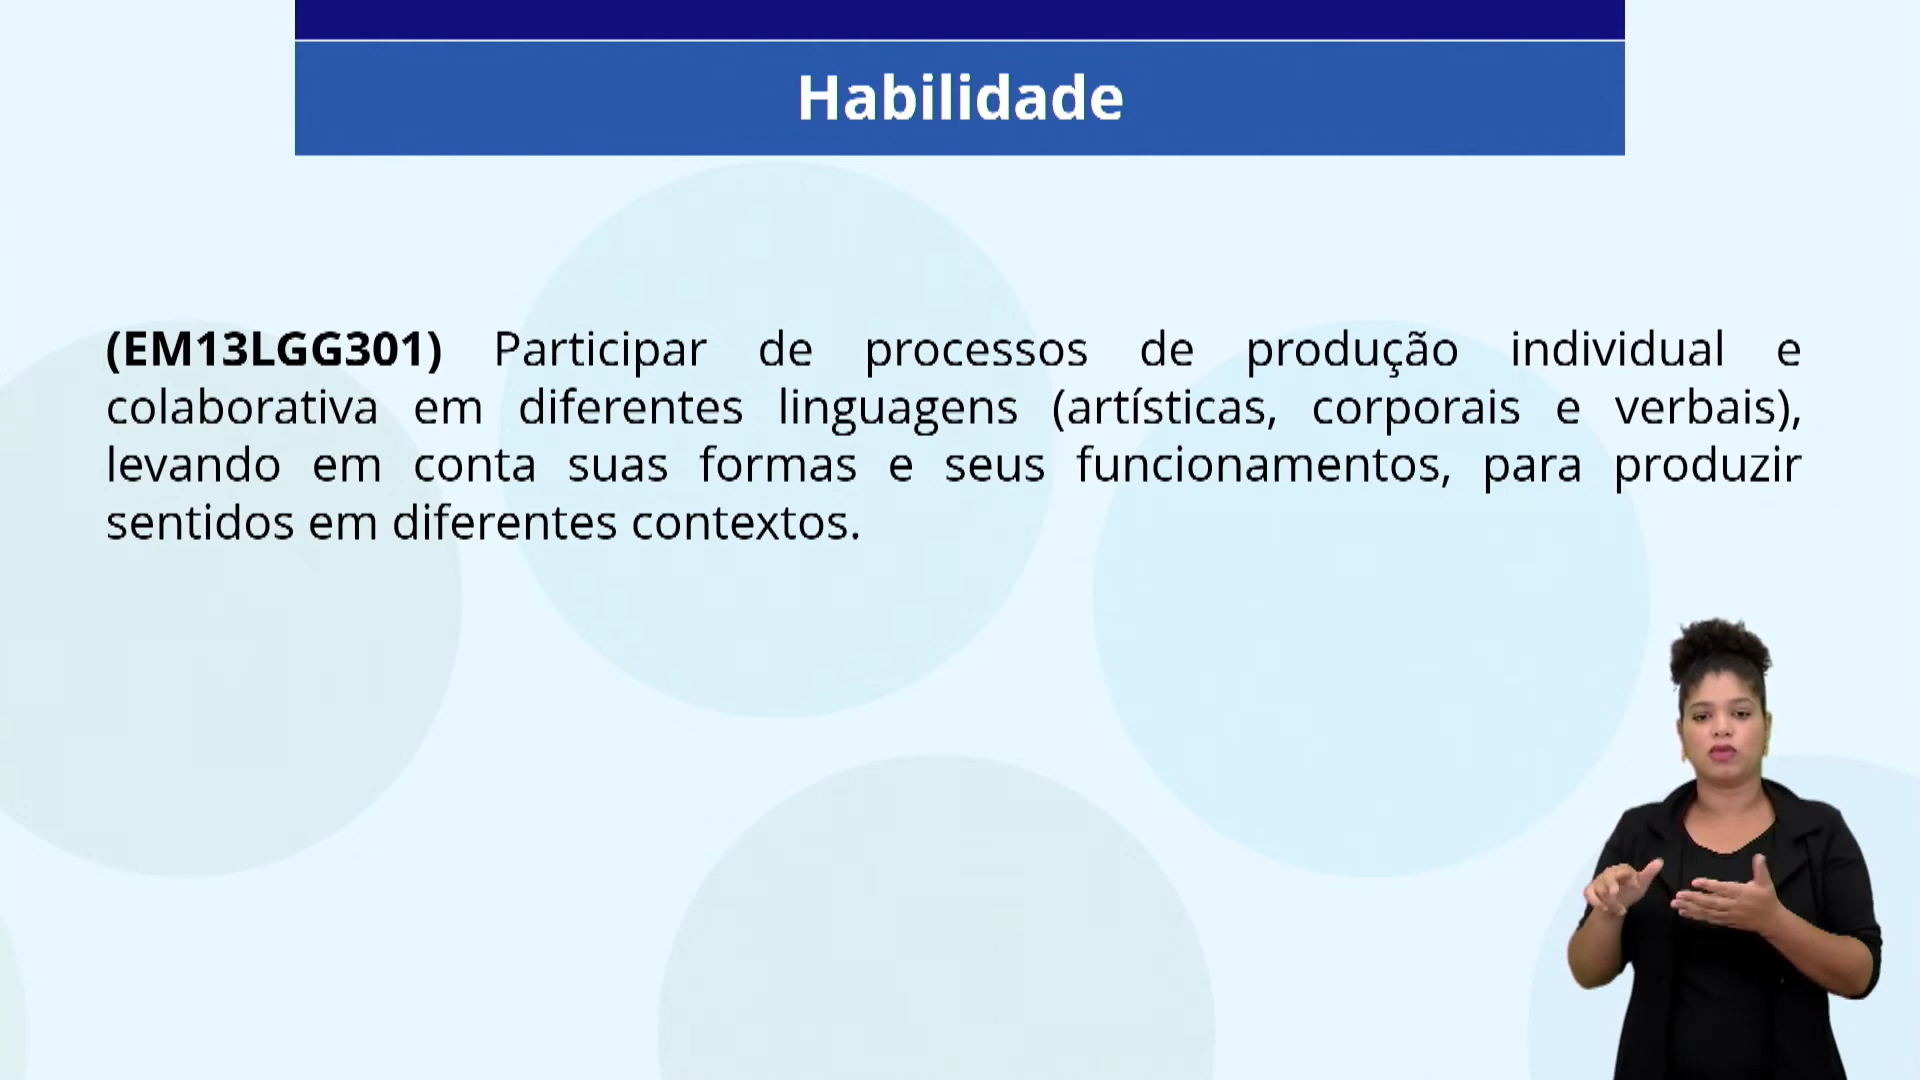 Habilidade
(EM13LGG301) Participar de processos de produção individual e
colaborativa em diferentes linguagens (artísticas, corporais e verbais),
levando em conta suas formas e seus funcionamentos, para produzir
sentidos em diferentes contextos.